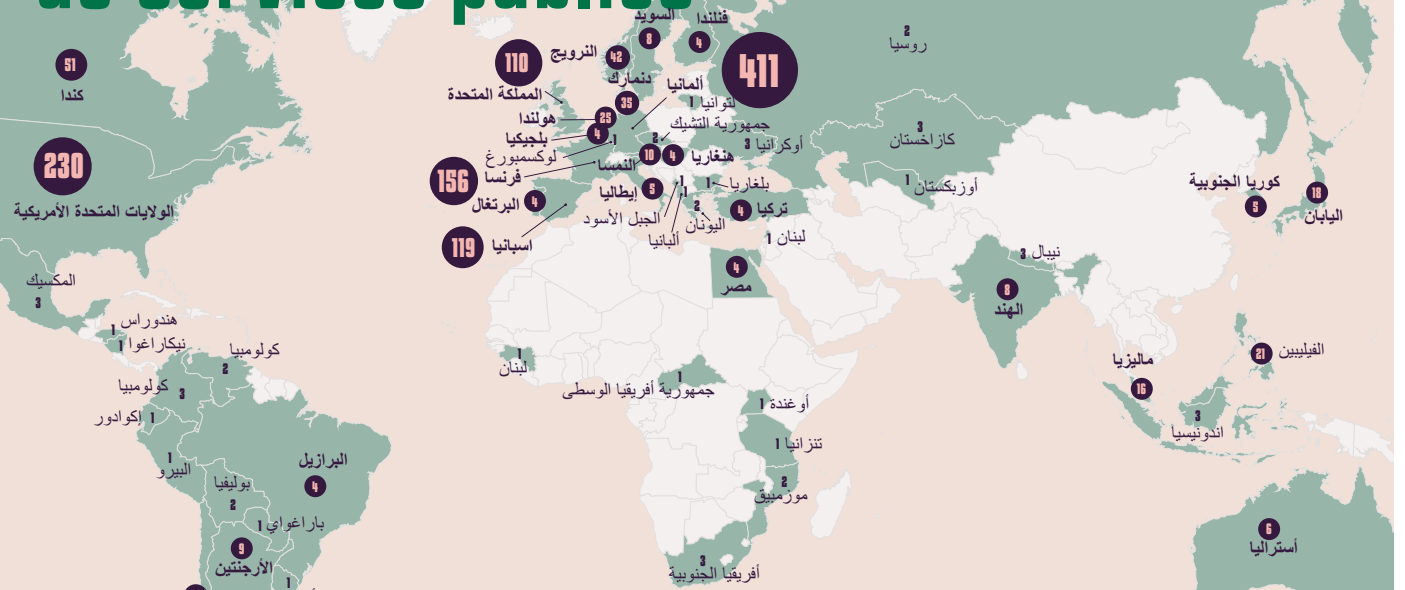 de services publics
السويد
8
فنلندا
4
2
روسيا
51
كندا
110
النرويج
42
411
دنمارك
35
ألمانيا
المملكة المتحدة
لتوانيا 1
هولندا
25
جمهورية التشيك
2
3
كازاخستان
بلجيكا
4
1
أوكرانيا 3
لوكسمبورغ
10
4
هنغاريا
النمسا
230
156
فرنسا
إيطاليا
5
1
1
بلغاريا
1
أوزبكستان
1
كوريا الجنوبية
5
18
اليابان
البرتغال
4
الولايات المتحدة الأمريكية
الجبل الأسود
2
اليونان
4
تركيا
ألبانيا
لبنان
1
119
اسبانيا
4
مصر
نيبال
3
8
الهند
المكسيك
3
هندوراس
1
نيكاراغوا
1
كولومبيا
2
1
لبنان
كولومبيا
3
1
جمهورية أفريقيا الوسطى
الفيليبين
21
ماليزيا
16
إكوادور
1
أوغندة
1
3
اندونيسيا
تنزانيا
1
1
البيرو
البرازيل
4
بوليفيا
2
2
موزمبيق
باراغواي
1
9
الأرجنتين
6
أستراليا
3
أفريقيا الجنوبية
1